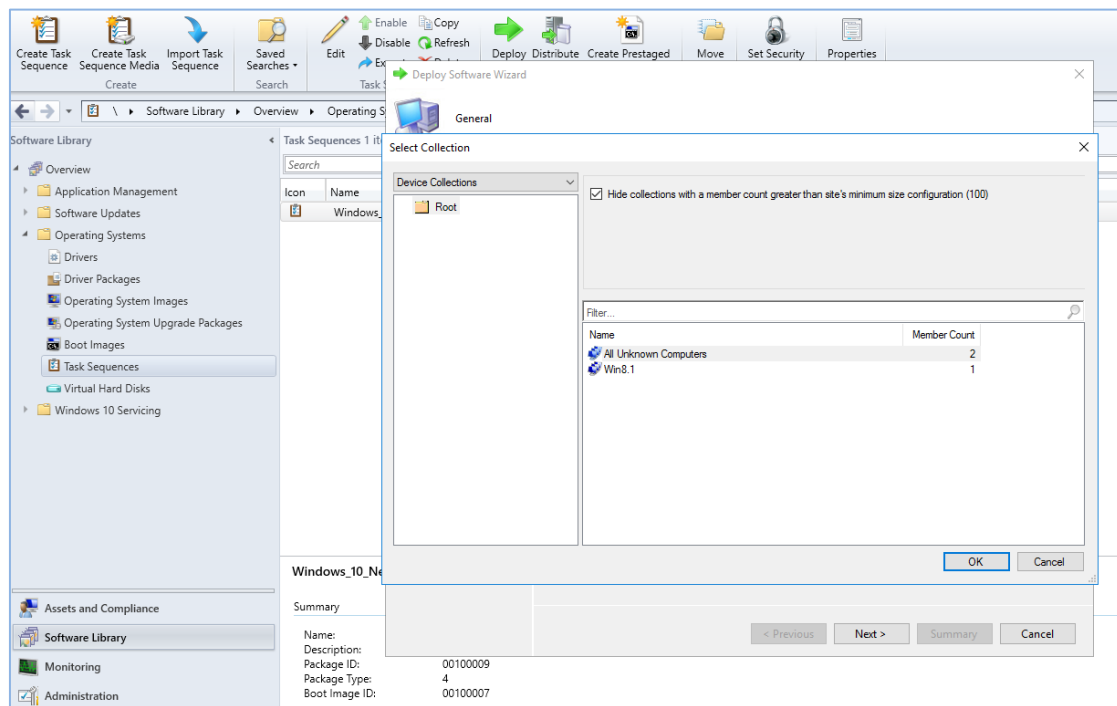 Create Task Sequence
Create Task Sequence Media
Import Task Sequence
Create
Saved Searches
Search
Edit
Enable
Disable
Copy
Refresh
Task
Deploy
Distribute
Create Prestaged
Move
Set Security
Properties
Deploy Software Wizard
\ Software Library Overview Operating S
General
Software Library
Overview
Application Management
Software Updates
Operating Systems
Drivers
Driver Packages
Operating System Images
Operating System Upgrade Packages
Boot Images
Task Sequences
Virtual Hard Disks
Windows 10 Servicing
Assets and Compliance
Software Library
Monitoring
Administration
Task Sequences 1 it
Search
Icon Name
Windows_
Select Collection
Device Collections
Root
Hide collections with a member count greater than site's minimum size configuration (100)
Filter...
Name Member Count
All Unknown Computers 2
Win8.1 1
OK Cancel
Windows_10_Ne
Summary
Name:
Description:
Package ID: 00100009
Package Type: 4
Boot Image ID: 00100007
< Previous Next > Summary Cancel